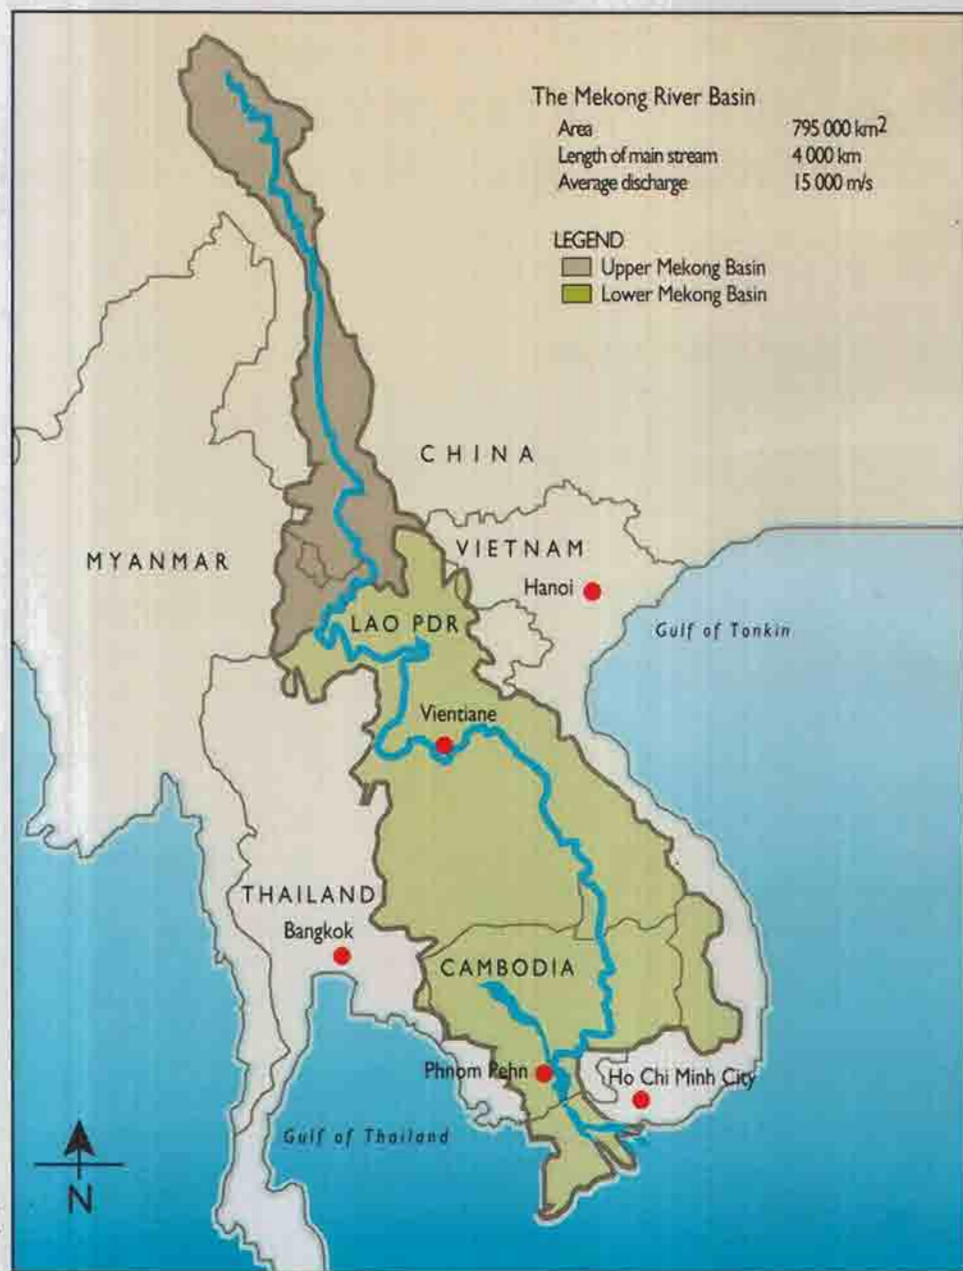 The Mekong River Basin
Area 795 000 km²
Length of main stream 4 000 km
Average discharge 15 000 m/s
LEGEND
Upper Mekong Basin
Lower Mekong Basin
CHINA
MYANMAR
VIETNAM
Hanoi
LAO PDR
Gulf of Tonkin
Vientiane
THAILAND
Bangkok
CAMBODIA
Phnom Pehn
Ho Chi Minh City
Gulf of Thailand
N